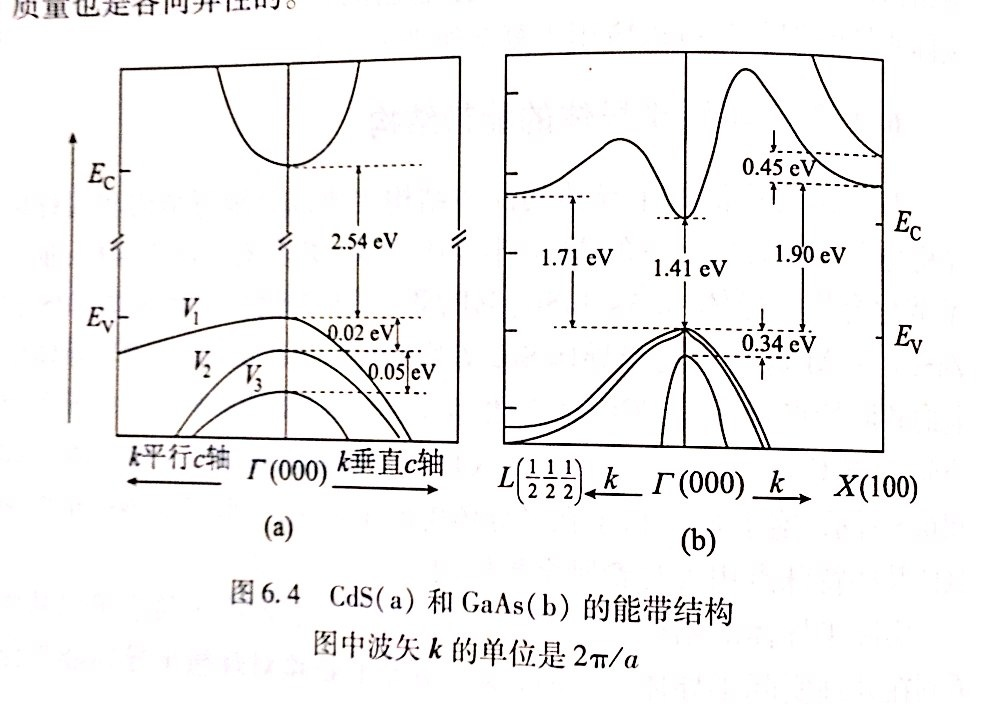 质量也是各向异性的。
E_C
2.54 eV
E_V
V_1
0.02 eV
V_2
V_3
0.05 eV
k平行c轴
Γ(000)
k垂直c轴
(a)
0.45 eV
E_C
1.71 eV
1.41 eV
1.90 eV
E_V
0.34 eV
L(1/2 1/2 1/2)
k
Γ(000)
k
X(100)
(b)
图6.4 CdS(a) 和 GaAs(b) 的能带结构
图中波矢 k 的单位是 2π/a